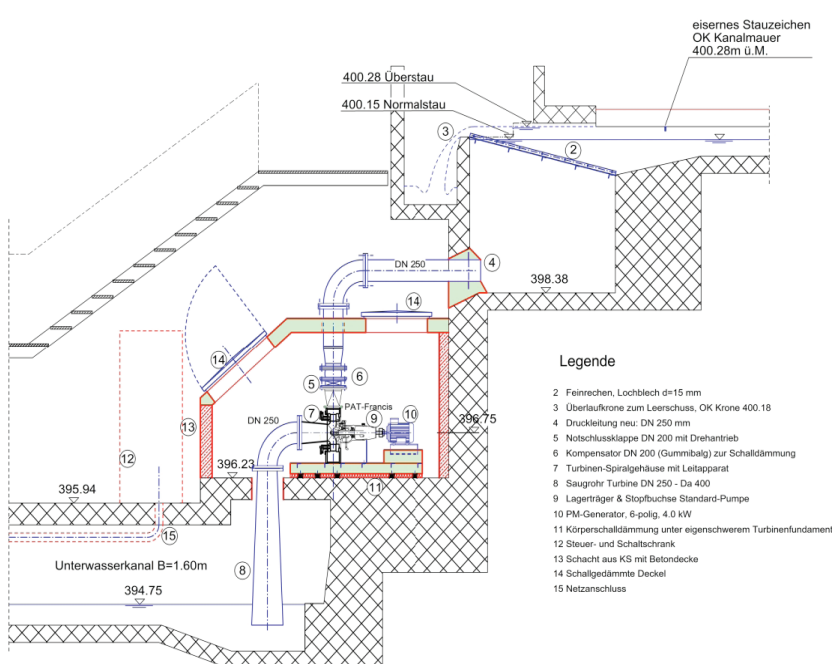 eisernes Stauzeichen
OK Kanalmauer
400.28m ü.M.
400.28 Überstau
400.15 Normalstau
3
2
DN 250
4
398.38
14
14
5
6
PAT-Francis
7
9
10
396.75
DN 250
13
12
396.23
11
395.94
15
Unterwasserkanal B=1.60m
8
394.75
Legende
2 Feinrechen, Lochblech d=15 mm
3 Überlaufkrone zum Leerschuss, OK Krone 400.18
4 Druckleitung neu: DN 250 mm
5 Notschlussklappe DN 200 mit Drehantrieb
6 Kompensator DN 200 (Gummibalg) zur Schalldämmung
7 Turbinen-Spiralgehäuse mit Leitapparat
8 Saugrohr Turbine DN 250 - Da 400
9 Lagerträger & Stopfbuchse Standard-Pumpe
10 PM-Generator, 6-polig, 4.0 kW
11 Körperschalldämmung unter eigenschwerem Turbinenfundament
12 Steuer- und Schaltschrank
13 Schacht aus KS mit Betondecke
14 Schallgedämmte Deckel
15 Netzanschluss